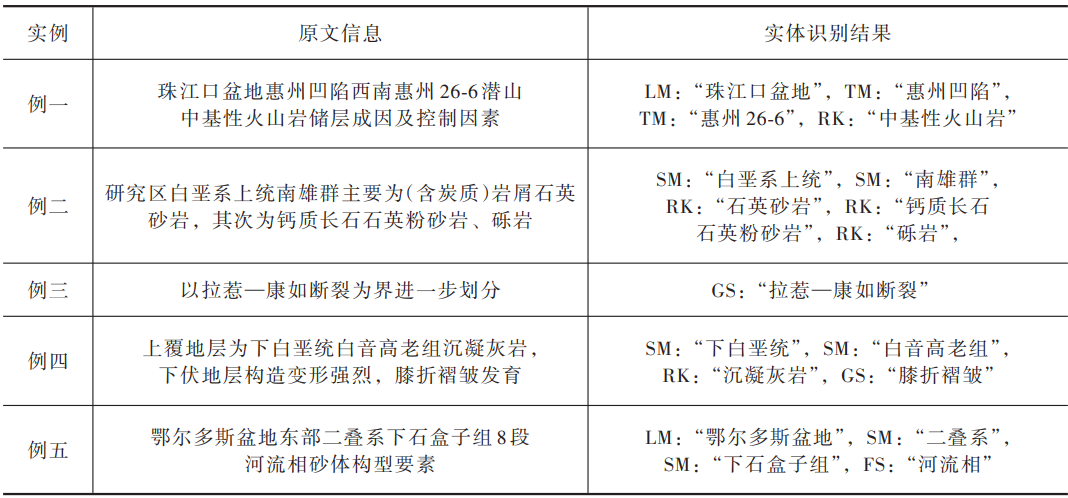 实例 原文信息 实体识别结果
例一 珠江口盆地惠州凹陷西南惠州 26-6 潜山 LM：“珠江口盆地”，TM：“惠州凹陷”，
中基性火山岩储层成因及控制因素 TM：“惠州 26-6”，RK：“中基性火山岩”
例二 研究区白垩系上统南雄群主要为(含炭质)岩屑石英 SM：“白垩系上统”，SM：“南雄群”，
砂岩，其次为钙质长石石英粉砂岩、砾岩 RK：“石英砂岩”，RK：“钙质长石
石英粉砂岩”，RK：“砾岩”，
例三 以拉惹—康如断裂为界进一步划分 GS：“拉惹—康如断裂”
例四 上覆地层为下白垩统白音高老组沉凝灰岩， SM：“下白垩统”，SM：“白音高老组”，
下伏地层构造变形强烈，膝折褶皱发育 RK：“沉凝灰岩”，GS：“膝折褶皱”
例五 鄂尔多斯盆地东部二叠系下石盒子组 8 段 LM：“鄂尔多斯盆地”，SM：“二叠系”，
河流相砂体构型要素 SM：“下石盒子组”，FS：“河流相”